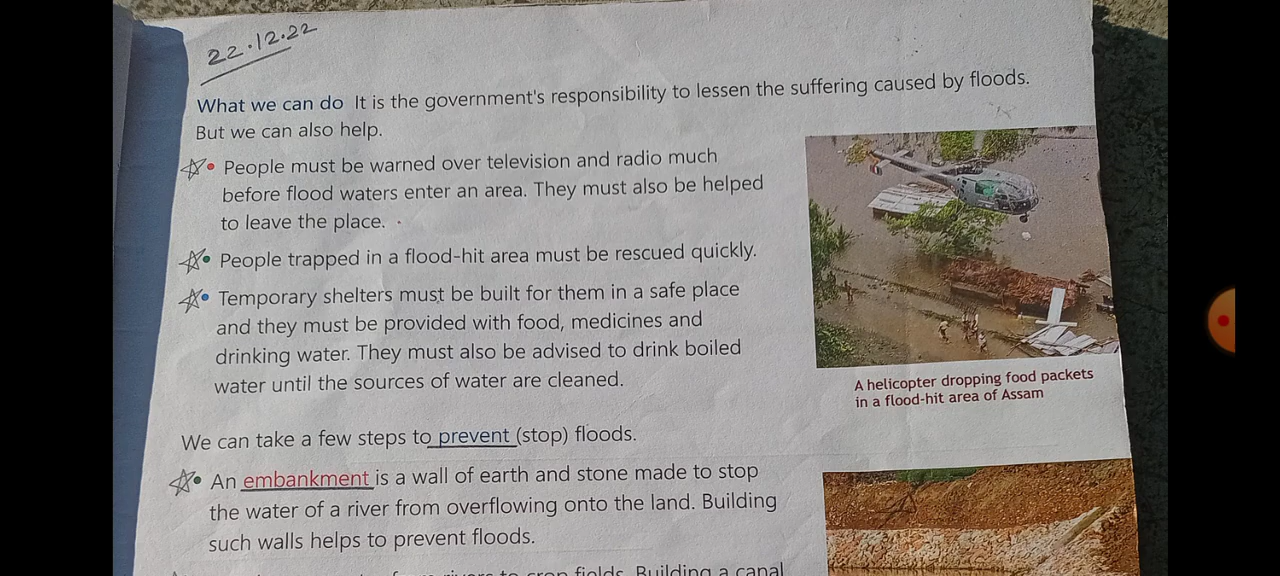 22.12.22
What we can do It is the government's responsibility to lessen the suffering caused by floods.
But we can also help.
• People must be warned over television and radio much
before flood waters enter an area. They must also be helped
to leave the place.
• People trapped in a flood-hit area must be rescued quickly.
• Temporary shelters must be built for them in a safe place
and they must be provided with food, medicines and
drinking water. They must also be advised to drink boiled
water until the sources of water are cleaned.
A helicopter dropping food packets
in a flood-hit area of Assam
We can take a few steps to prevent (stop) floods.
• An embankment is a wall of earth and stone made to stop
the water of a river from overflowing onto the land. Building
such walls helps to prevent floods.
rivers to crop fields. Building a canal